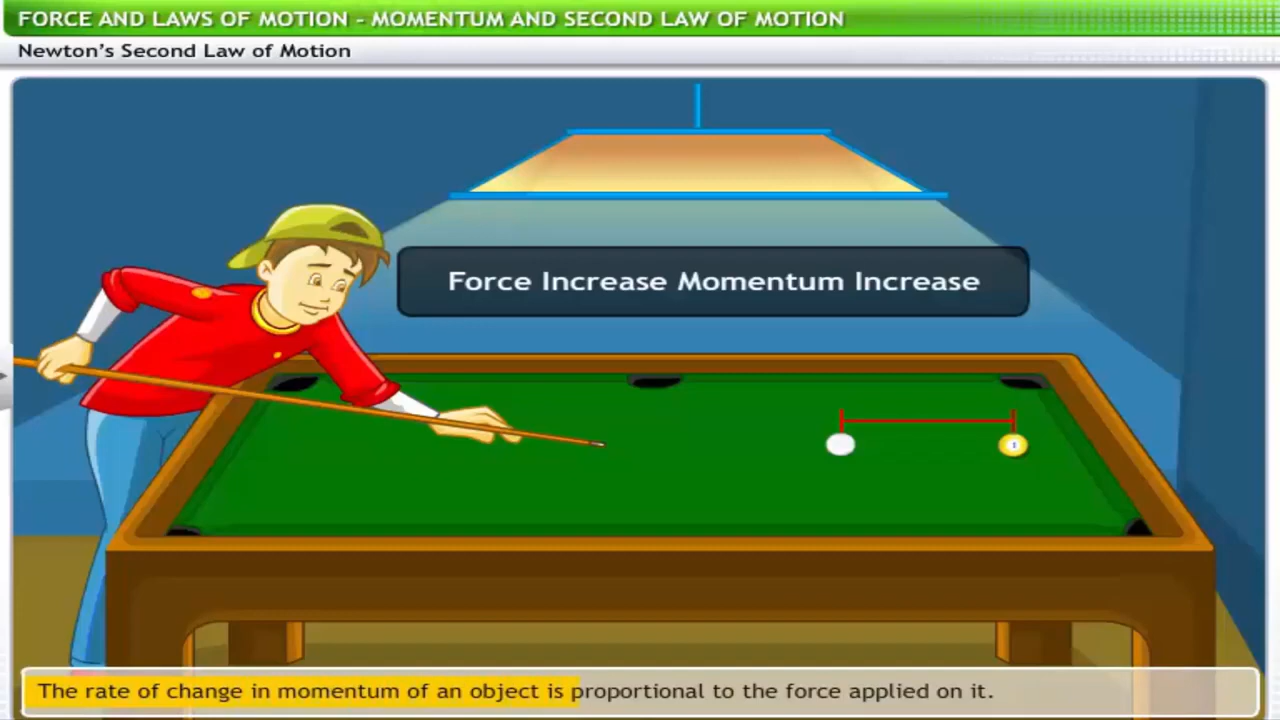 FORCE AND LAWS OF MOTION - MOMENTUM AND SECOND LAW OF MOTION
Newton's Second Law of Motion
Force Increase Momentum Increase
1
The rate of change in momentum of an object is proportional to the force applied on it.